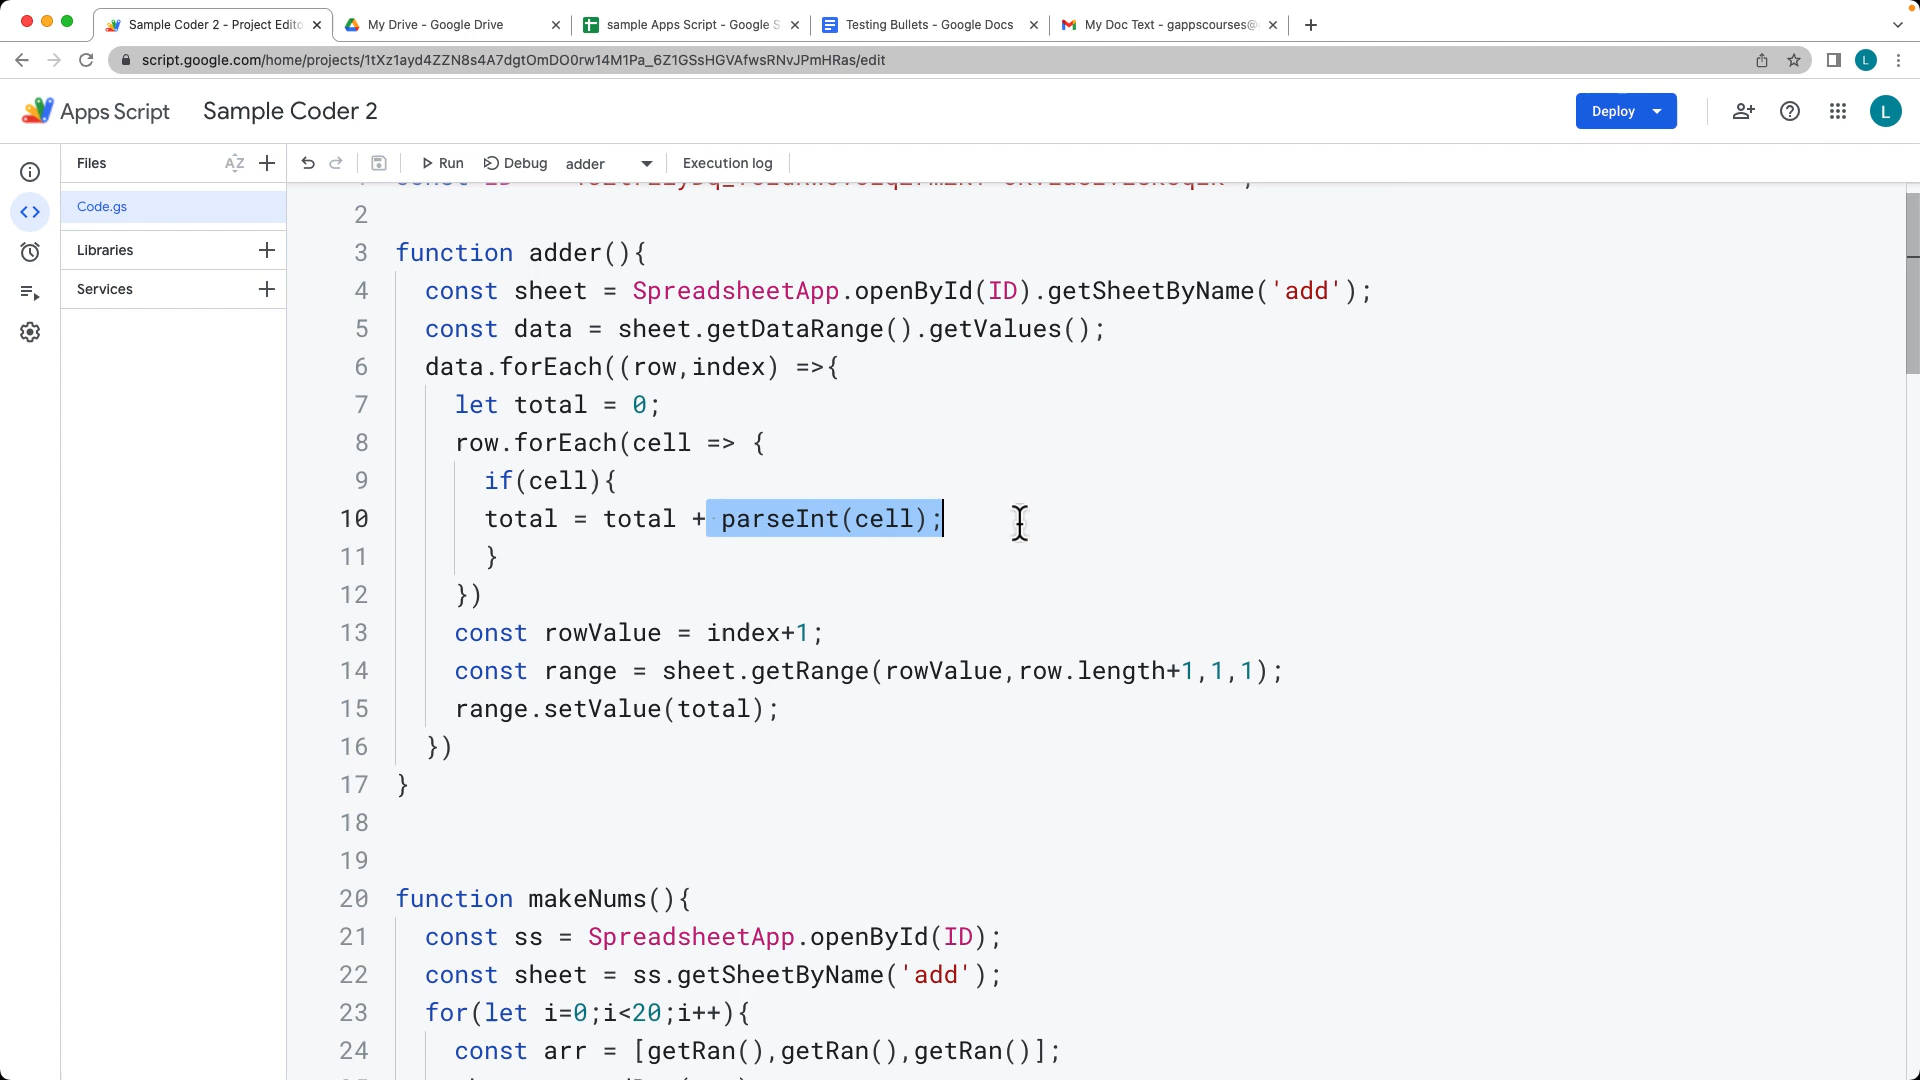 Sample Coder 2 - Project Edito
My Drive - Google Drive
sample Apps Script - Google S
Testing Bullets - Google Docs
My Doc Text - gappscourses@
script.google.com/home/projects/1tXz1ayd4ZZN8s4A7dgtOmDO0rw14M1Pa_6Z1GSsHGVAfwsRNvJPmHRas/edit
L
Apps Script
Sample Coder 2
Deploy
L
Files
AZ
Run
Debug
adder
Execution log
Code.gs
Libraries
Services
2
3 function adder(){
4 const sheet = SpreadsheetApp.openById(ID).getSheetByName('add');
5 const data = sheet.getDataRange().getValues();
6 data.forEach((row,index) =>{
7 let total = 0;
8 row.forEach(cell => {
9 if(cell){
10 total = total + parseInt(cell);
11 }
12 })
13 const rowValue = index+1;
14 const range = sheet.getRange(rowValue,row.length+1,1,1);
15 range.setValue(total);
16 })
17 }
18
19
20 function makeNums(){
21 const ss = SpreadsheetApp.openById(ID);
22 const sheet = ss.getSheetByName('add');
23 for(let i=0;i<20;i++){
24 const arr = [getRan(),getRan(),getRan()];